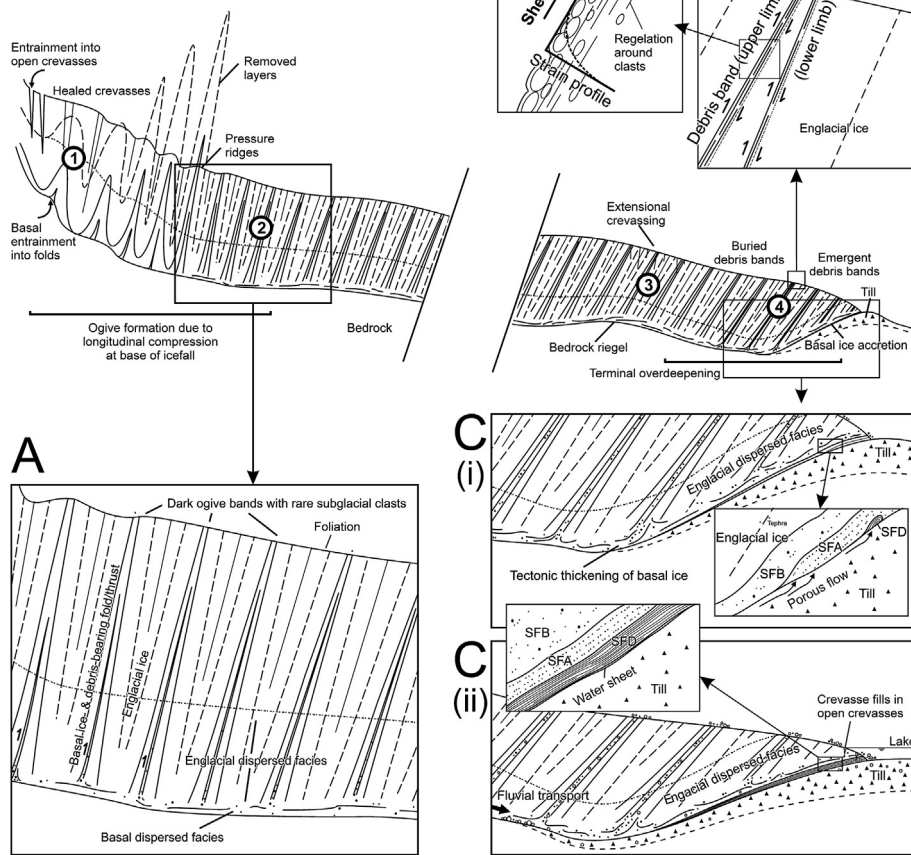 Entrainment into
open crevasses
Healed crevasses
Removed
layers
Pressure
ridges
1
2
Basal
entrainment
into folds
Ogive formation due to
longitudinal compression
at base of icefall
Bedrock
Regelation
around
clasts
Strain profile
Debris band (upper limb)
(lower limb)
Englacial ice
Extensional
crevassing
Buried
debris bands
Emergent
debris bands
Till
3
4
Bedrock riegel
Basal ice accretion
Terminal overdeepening
A
Dark ogive bands with rare subglacial clasts
Foliation
Basal ice- & debris-bearing fold/thrust
Englacial ice
Englacial dispersed facies
Basal dispersed facies
C
(i)
Englacial dispersed facies
Till
Tectonic thickening of basal ice
Tephra
Englacial ice
SFD
SFA
SFB
Porous flow
Till
C
(ii)
SFB
SFD
SFA
Water sheet
Till
Crevasse fills in
open crevasses
Lake
Engacial dispersed facies
Till
Fluvial transport